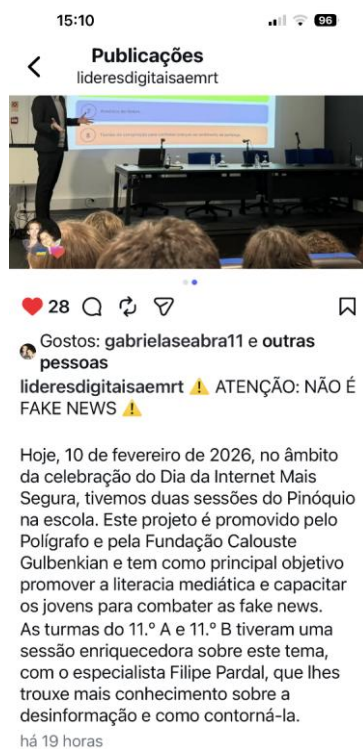 15:10
96
Publicações
lideresdigitaisaemrt
28
Gostos: gabrielaseabra11 e outras
pessoas
lideresdigitaisaemrt ⚠️ ATENÇÃO: NÃO É
FAKE NEWS ⚠️
Hoje, 10 de fevereiro de 2026, no âmbito
da celebração do Dia da Internet Mais
Segura, tivemos duas sessões do Pinóquio
na escola. Este projeto é promovido pelo
Polígrafo e pela Fundação Calouste
Gulbenkian e tem como principal objetivo
promover a literacia mediática e capacitar
os jovens para combater as fake news.
As turmas do 11.º A e 11.º B tiveram uma
sessão enriquecedora sobre este tema,
com o especialista Filipe Pardal, que lhes
trouxe mais conhecimento sobre a
desinformação e como contorná-la.
há 19 horas